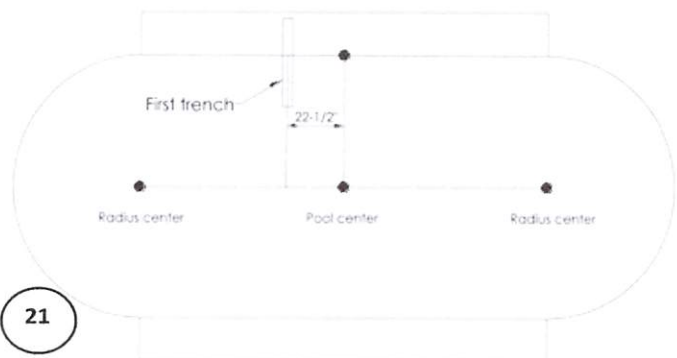 First trench
22-1/2"
Radius center
Pool center
Radius center
21